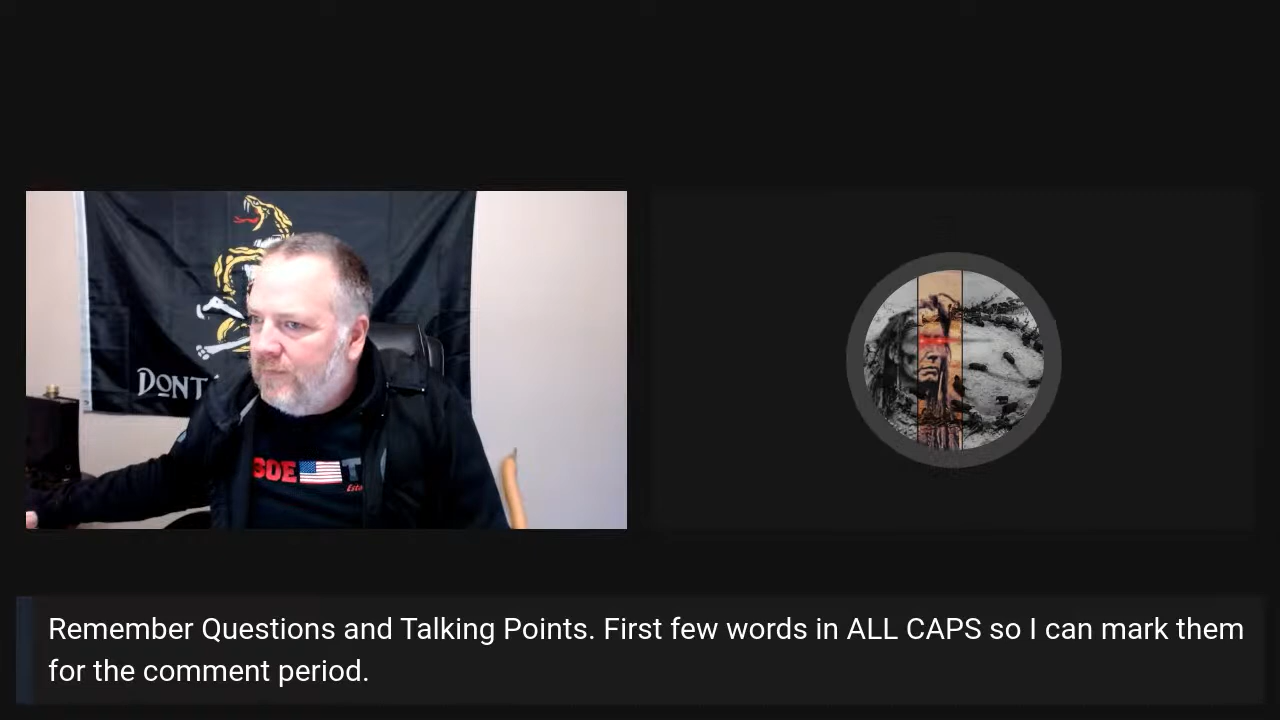 DONT
SOE T
Esta
Remember Questions and Talking Points. First few words in ALL CAPS so I can mark them
for the comment period.